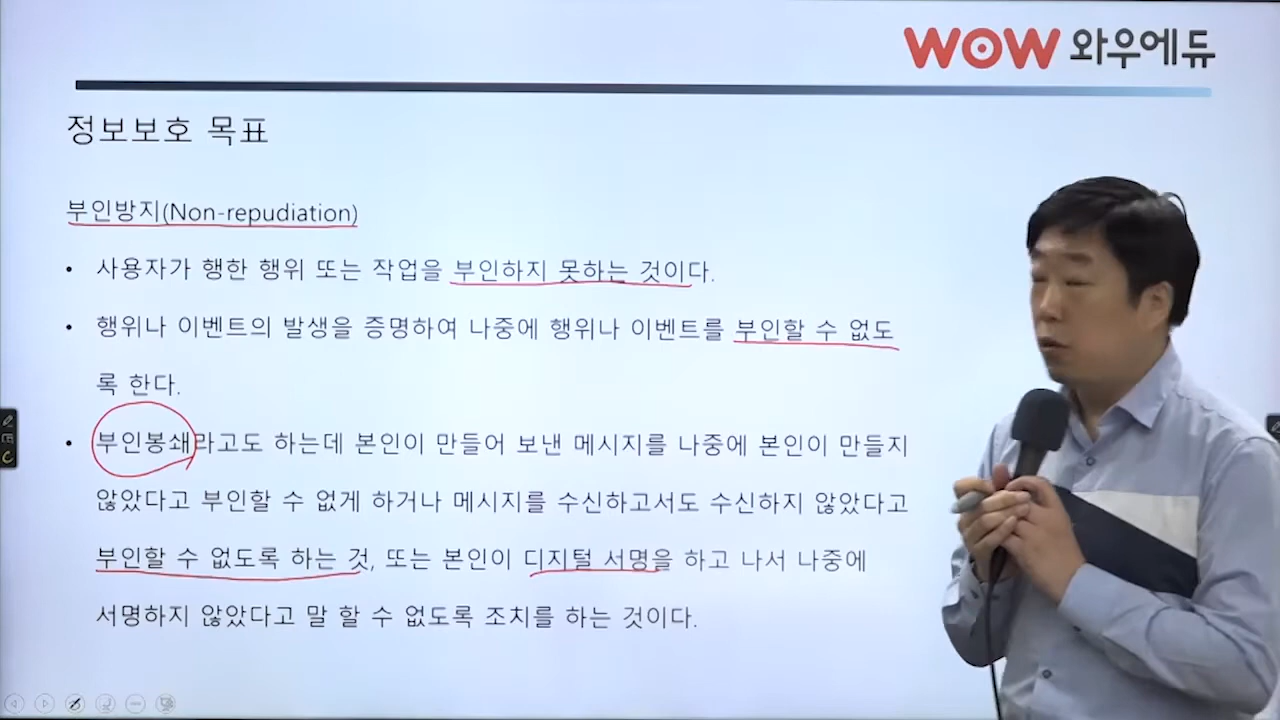 WOW 와우에듀
정보보호 목표
부인방지(Non-repudiation)
• 사용자가 행한 행위 또는 작업을 부인하지 못하는 것이다.
• 행위나 이벤트의 발생을 증명하여 나중에 행위나 이벤트를 부인할 수 없도
록 한다.
• 부인봉쇄라고도 하는데 본인이 만들어 보낸 메시지를 나중에 본인이 만들지
않았다고 부인할 수 없게 하거나 메시지를 수신하고서도 수신하지 않았다고
부인할 수 없도록 하는 것, 또는 본인이 디지털 서명을 하고 나서 나중에
서명하지 않았다고 말 할 수 없도록 조치를 하는 것이다.